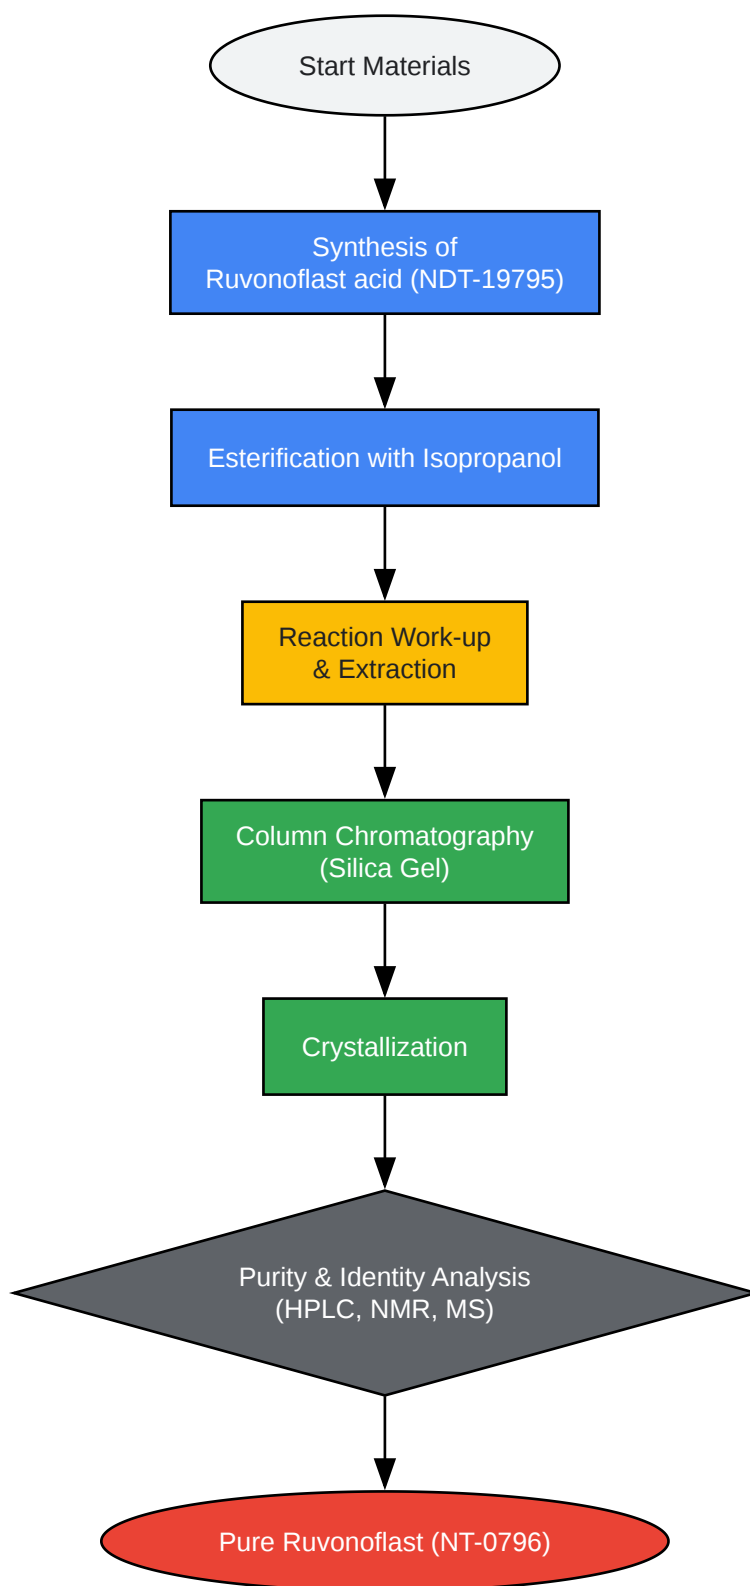 Start Materials
Synthesis of
Ruvonoflast acid (NDT-19795)
Esterification with Isopropanol
Reaction Work-up
& Extraction
Column Chromatography
(Silica Gel)
Crystallization
Purity & Identity Analysis
(HPLC, NMR, MS)
Pure Ruvonoflast (NT-0796)